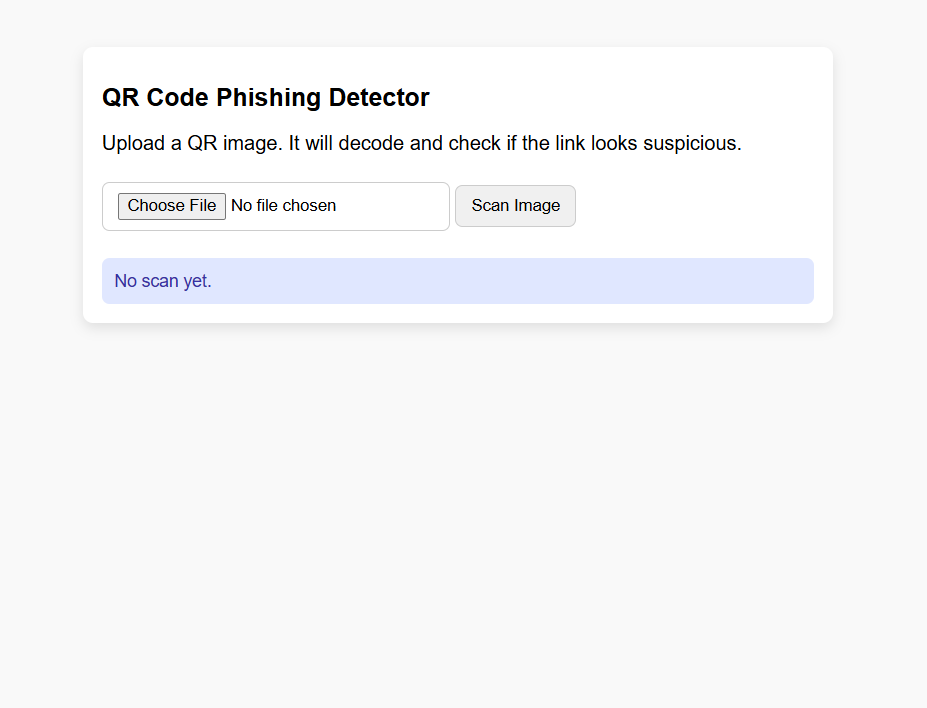 QR Code Phishing Detector
Upload a QR image. It will decode and check if the link looks suspicious.
Choose File No file chosen Scan Image
No scan yet.